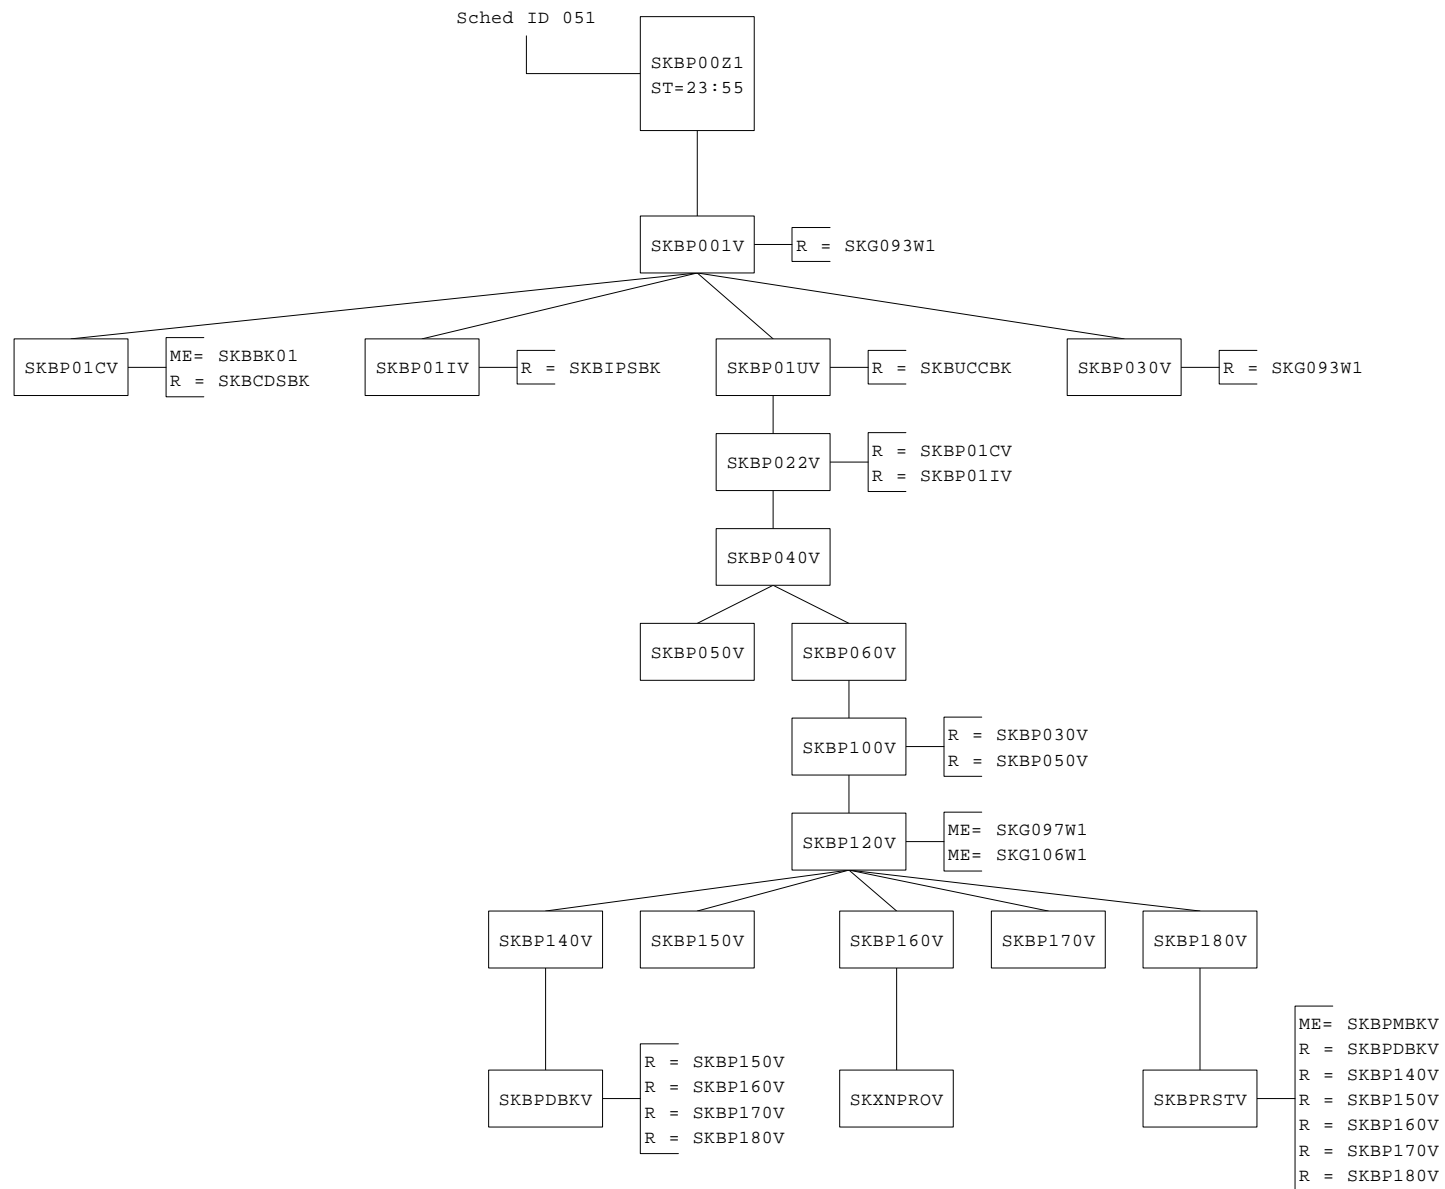 Sched ID 051
SKBP00Z1
ST=23:55
SKBP001V
R = SKG093W1
SKBP01CV
ME= SKBBK01
R = SKBCDSBK
SKBP01IV
R = SKBIPSBK
SKBP01UV
R = SKBUCCBK
SKBP030V
R = SKG093W1
SKBP022V
R = SKBP01CV
R = SKBP01IV
SKBP040V
SKBP050V
SKBP060V
SKBP100V
R = SKBP030V
R = SKBP050V
SKBP120V
ME= SKG097W1
ME= SKG106W1
SKBP140V
SKBP150V
SKBP160V
SKBP170V
SKBP180V
SKBPDBKV
R = SKBP150V
R = SKBP160V
R = SKBP170V
R = SKBP180V
SKXNPROV
SKBPRSTV
ME= SKBPMBKV
R = SKBPDBKV
R = SKBP140V
R = SKBP150V
R = SKBP160V
R = SKBP170V
R = SKBP180V